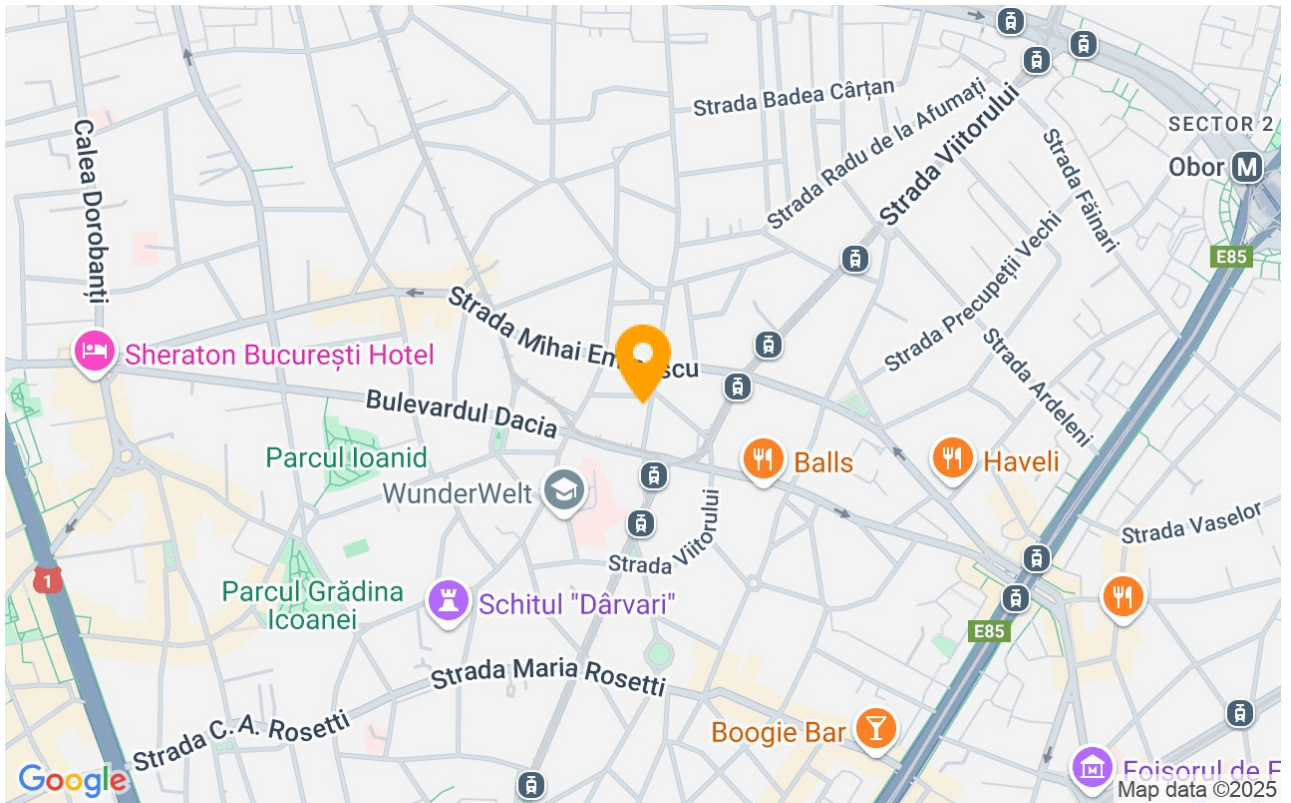 Strada Badea Cârțan
Strada Radu de la Afumați
Strada Viitorului
SECTOR 2
Obor M
Strada Făinari
Calea Dorobanți
E85
Strada Precupeții Vechi
Strada Mihai Em scu
Sheraton București Hotel
Strada Ardeleni
Bulevardul Dacia
Parcul Ioanid
WunderWelt
Balls
Haveli
Strada Viitorului
Strada Vaselor
1
Parcul Grădina
Icoanei
Schitul "Dârvari"
E85
Strada Maria Rosetti
Strada C. A. Rosetti
Boogie Bar
Foisorul de F
Google
Map data ©2025